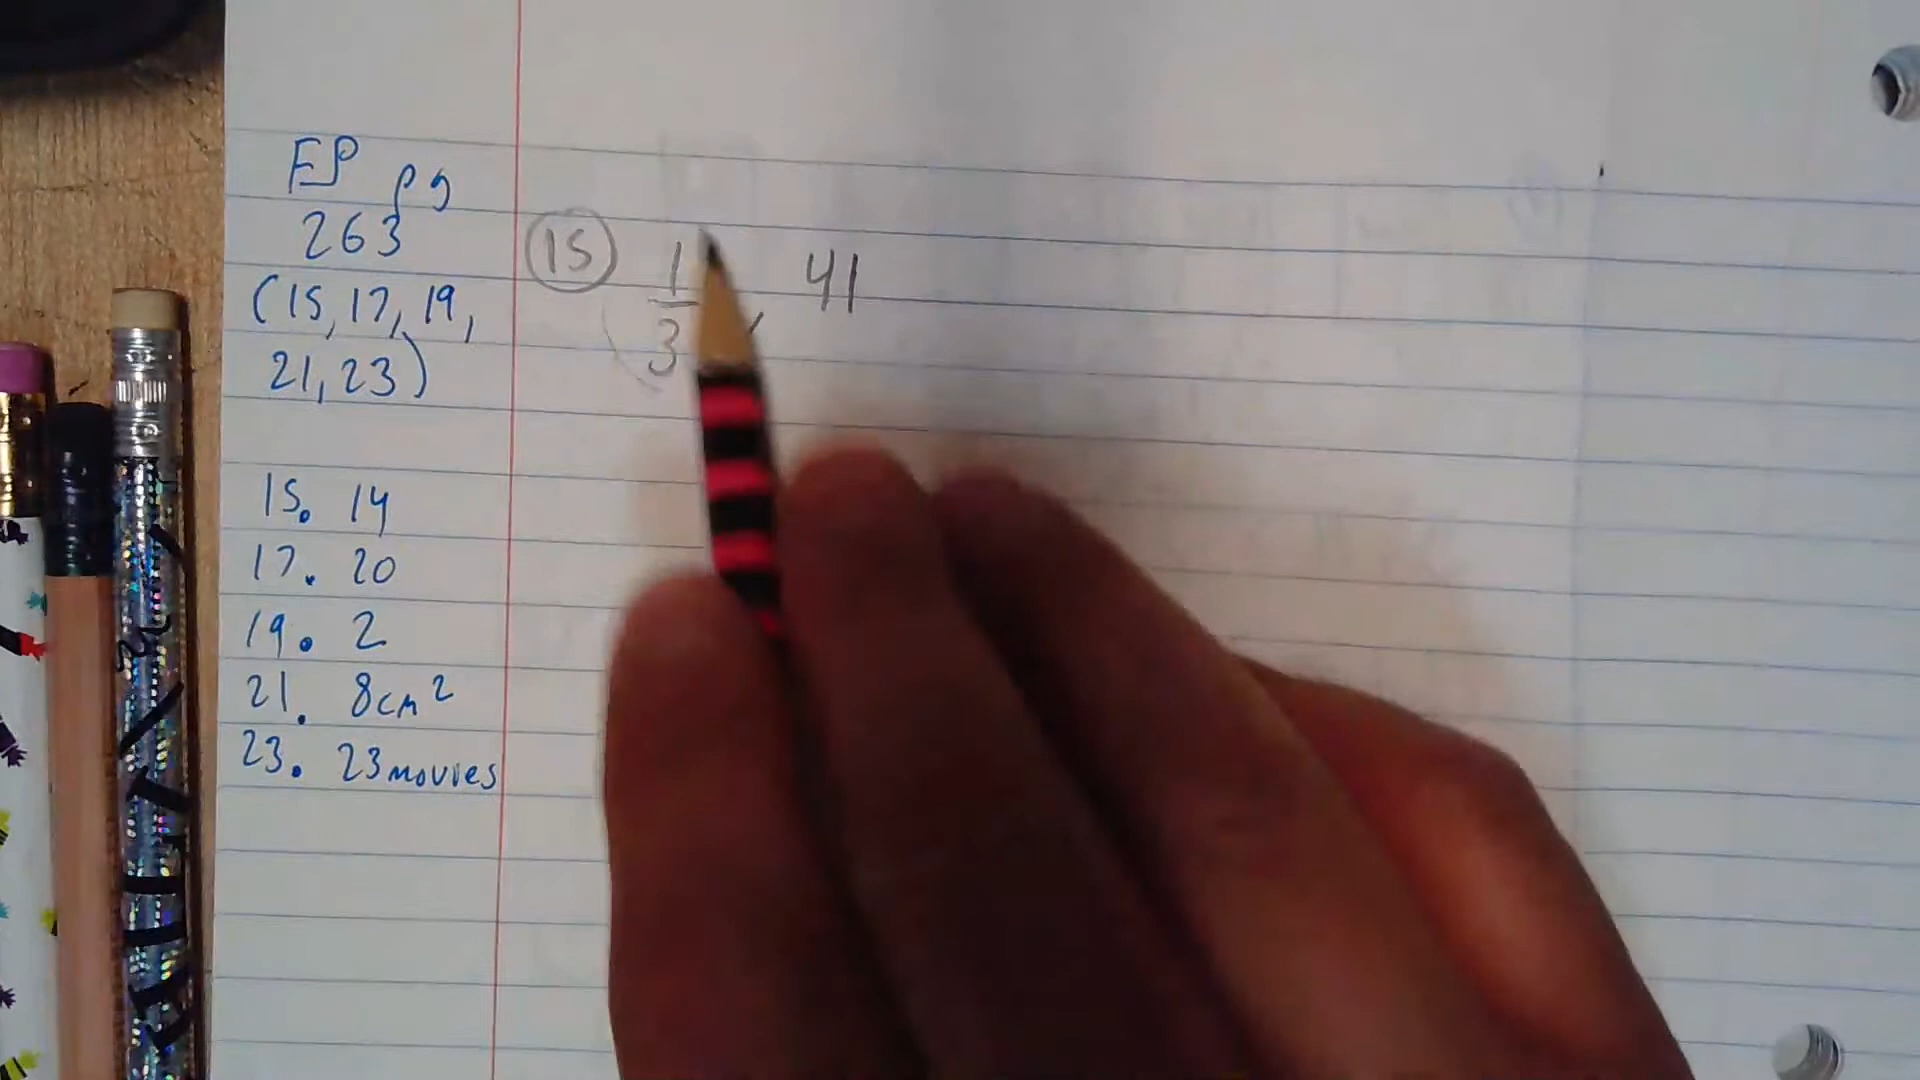 EP pg
263
(15, 17, 19,
21, 23)
15. 14
17. 20
19. 2
21. 8cm²
23. 23 movies
15 1/3, 41